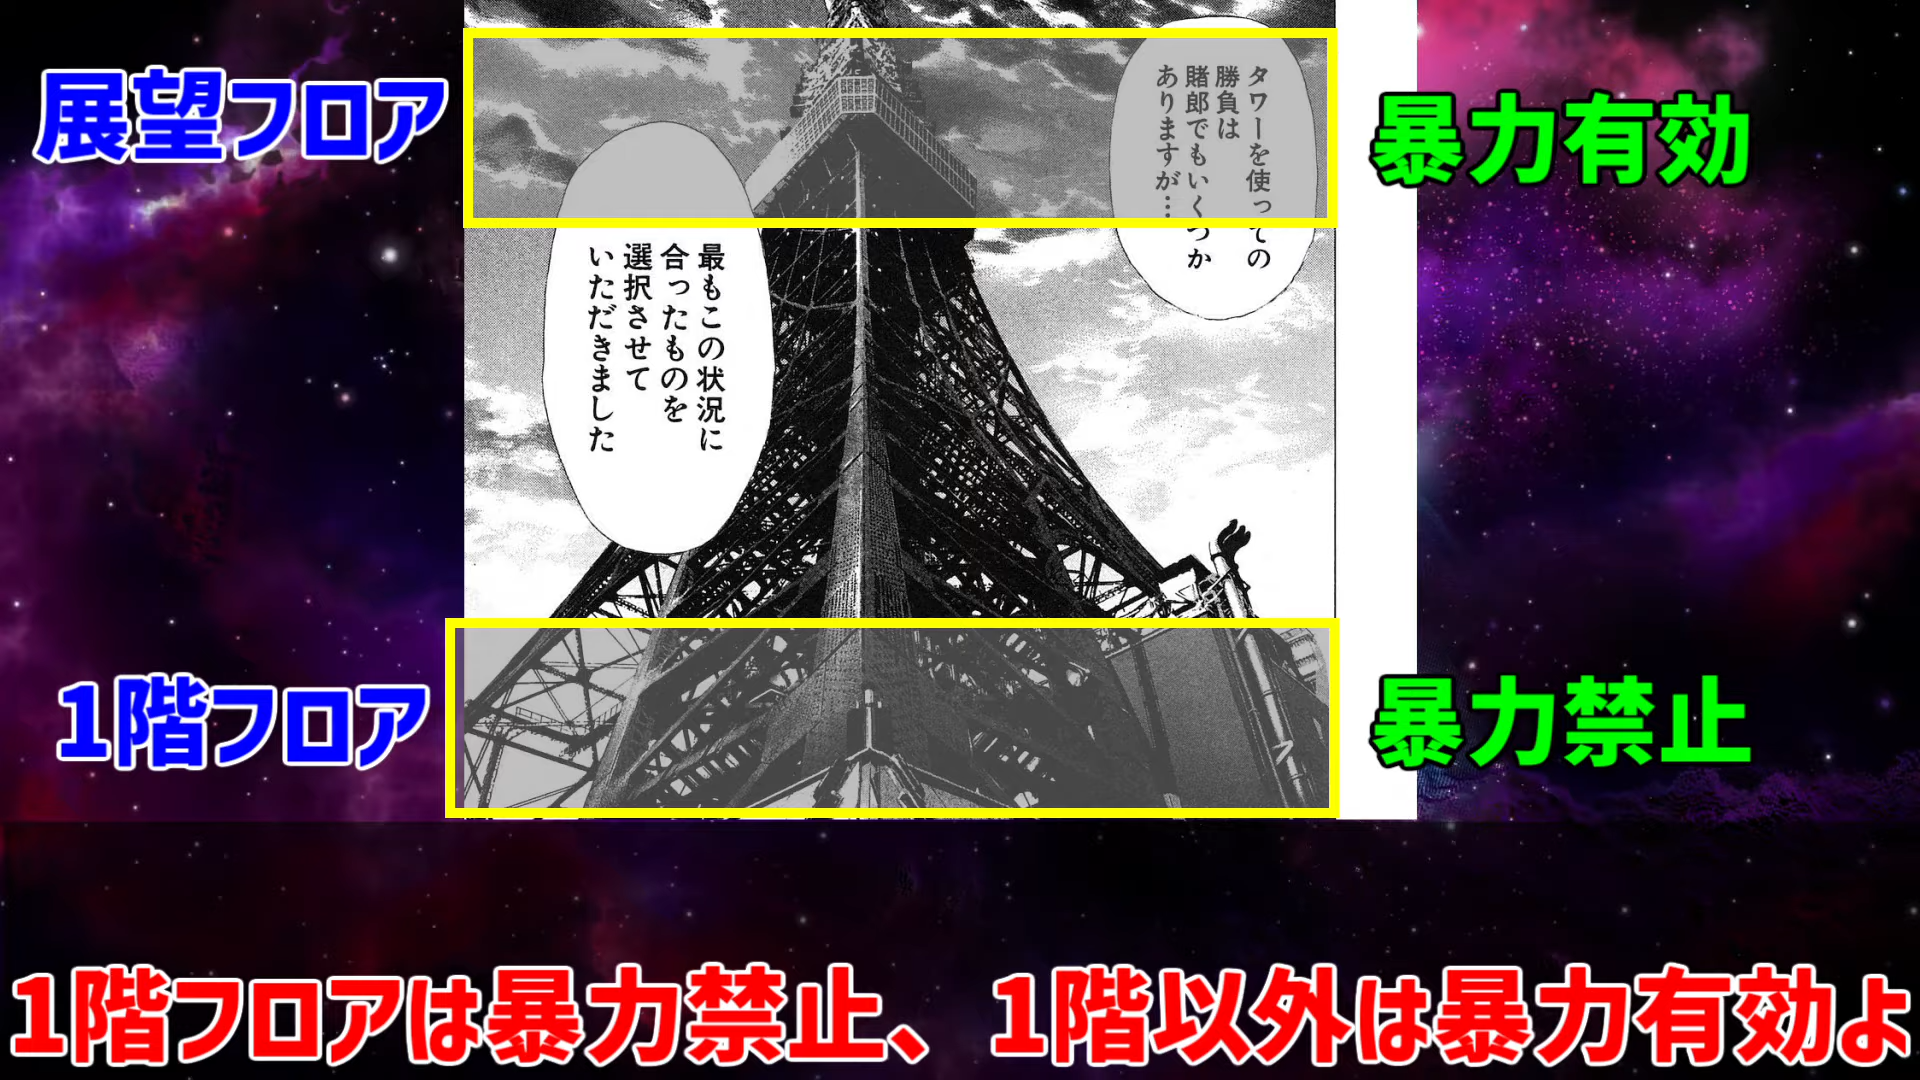 展望フロア
タワーを使っての
勝負は
賭郎でもいくつか
ありますが…
暴力有効
最もこの状況に
合ったものを
選択させて
いただきました
1階フロア
暴力禁止
1階フロアは暴力禁止、1階以外は暴力有効よ